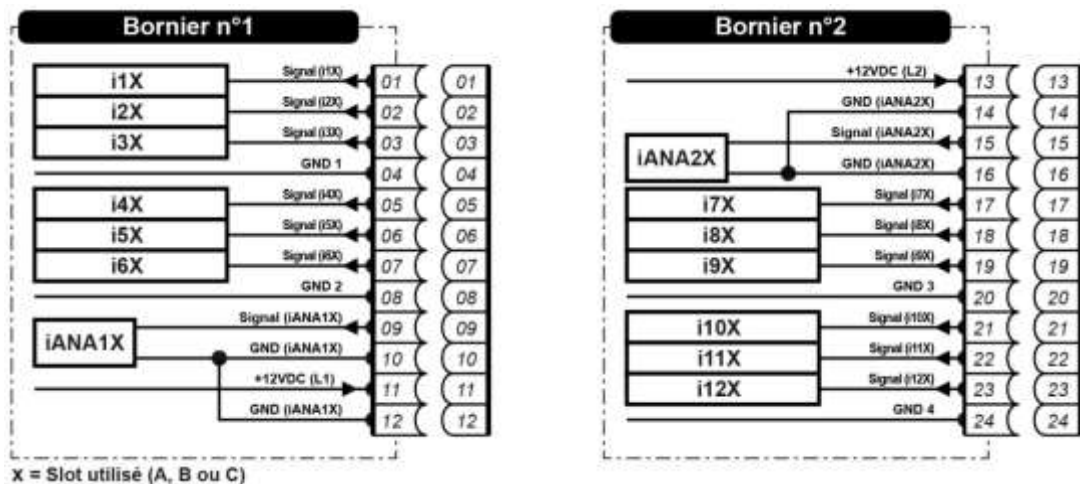 Bornier n°1
i1X Signal (i1X) 01 01
i2X Signal (i2X) 02 02
i3X Signal (i3X) 03 03
GND 1 04 04
i4X Signal (i4X) 05 05
i5X Signal (i5X) 06 06
i6X Signal (i6X) 07 07
GND 2 08 08
Signal (iANA1X) 09 09
iANA1X
GND (iANA1X) 10 10
+12VDC (L1) 11 11
GND (iANA1X) 12 12
x = Slot utilisé (A, B ou C)
Bornier n°2
+12VDC (L2) 13 13
GND (iANA2X) 14 14
Signal (iANA2X) 15 15
iANA2X
GND (iANA2X) 16 16
i7X Signal (i7X) 17 17
i8X Signal (i8X) 18 18
i9X Signal (i9X) 19 19
GND 3 20 20
i10X Signal (i10X) 21 21
i11X Signal (i11X) 22 22
i12X Signal (i12X) 23 23
GND 4 24 24